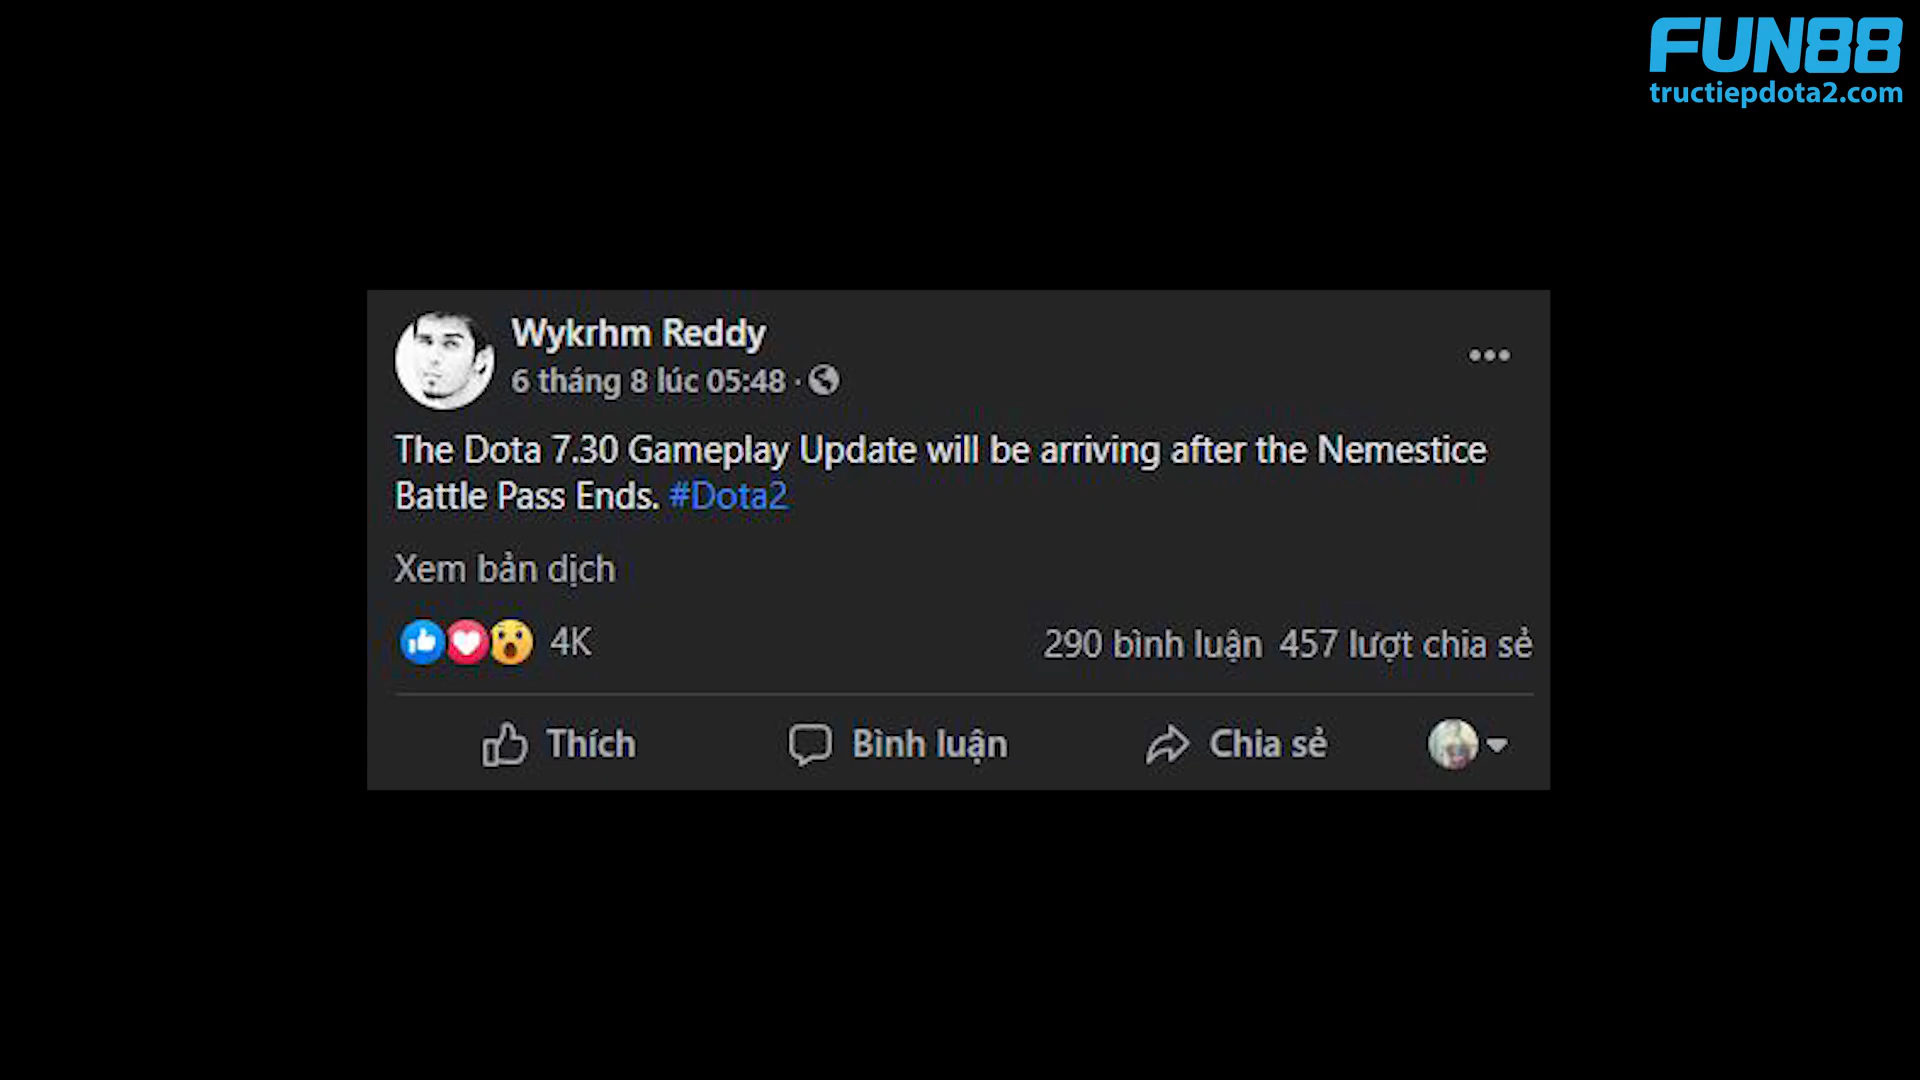 FUN88
tructiepdota2.com
Wykrhm Reddy
6 tháng 8 lúc 05:48 ·
The Dota 7.30 Gameplay Update will be arriving after the Nemestice
Battle Pass Ends. #Dota2
Xem bản dịch
4K 290 bình luận 457 lượt chia sẻ
Thích Bình luận Chia sẻ